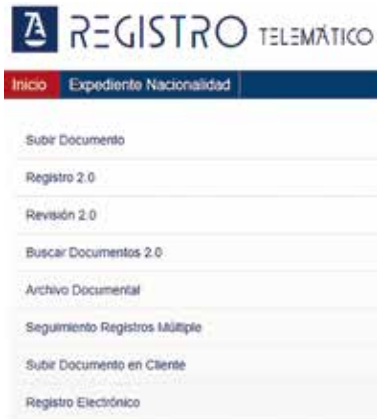 REGISTRO TELEMÁTICO
Inicio Expediente Nacionalidad
Subir Documento
Registro 2.0
Revisión 2.0
Buscar Documentos 2.0
Archivo Documental
Seguimiento Registros Múltiple
Subir Documento en Cliente
Registro Electrónico